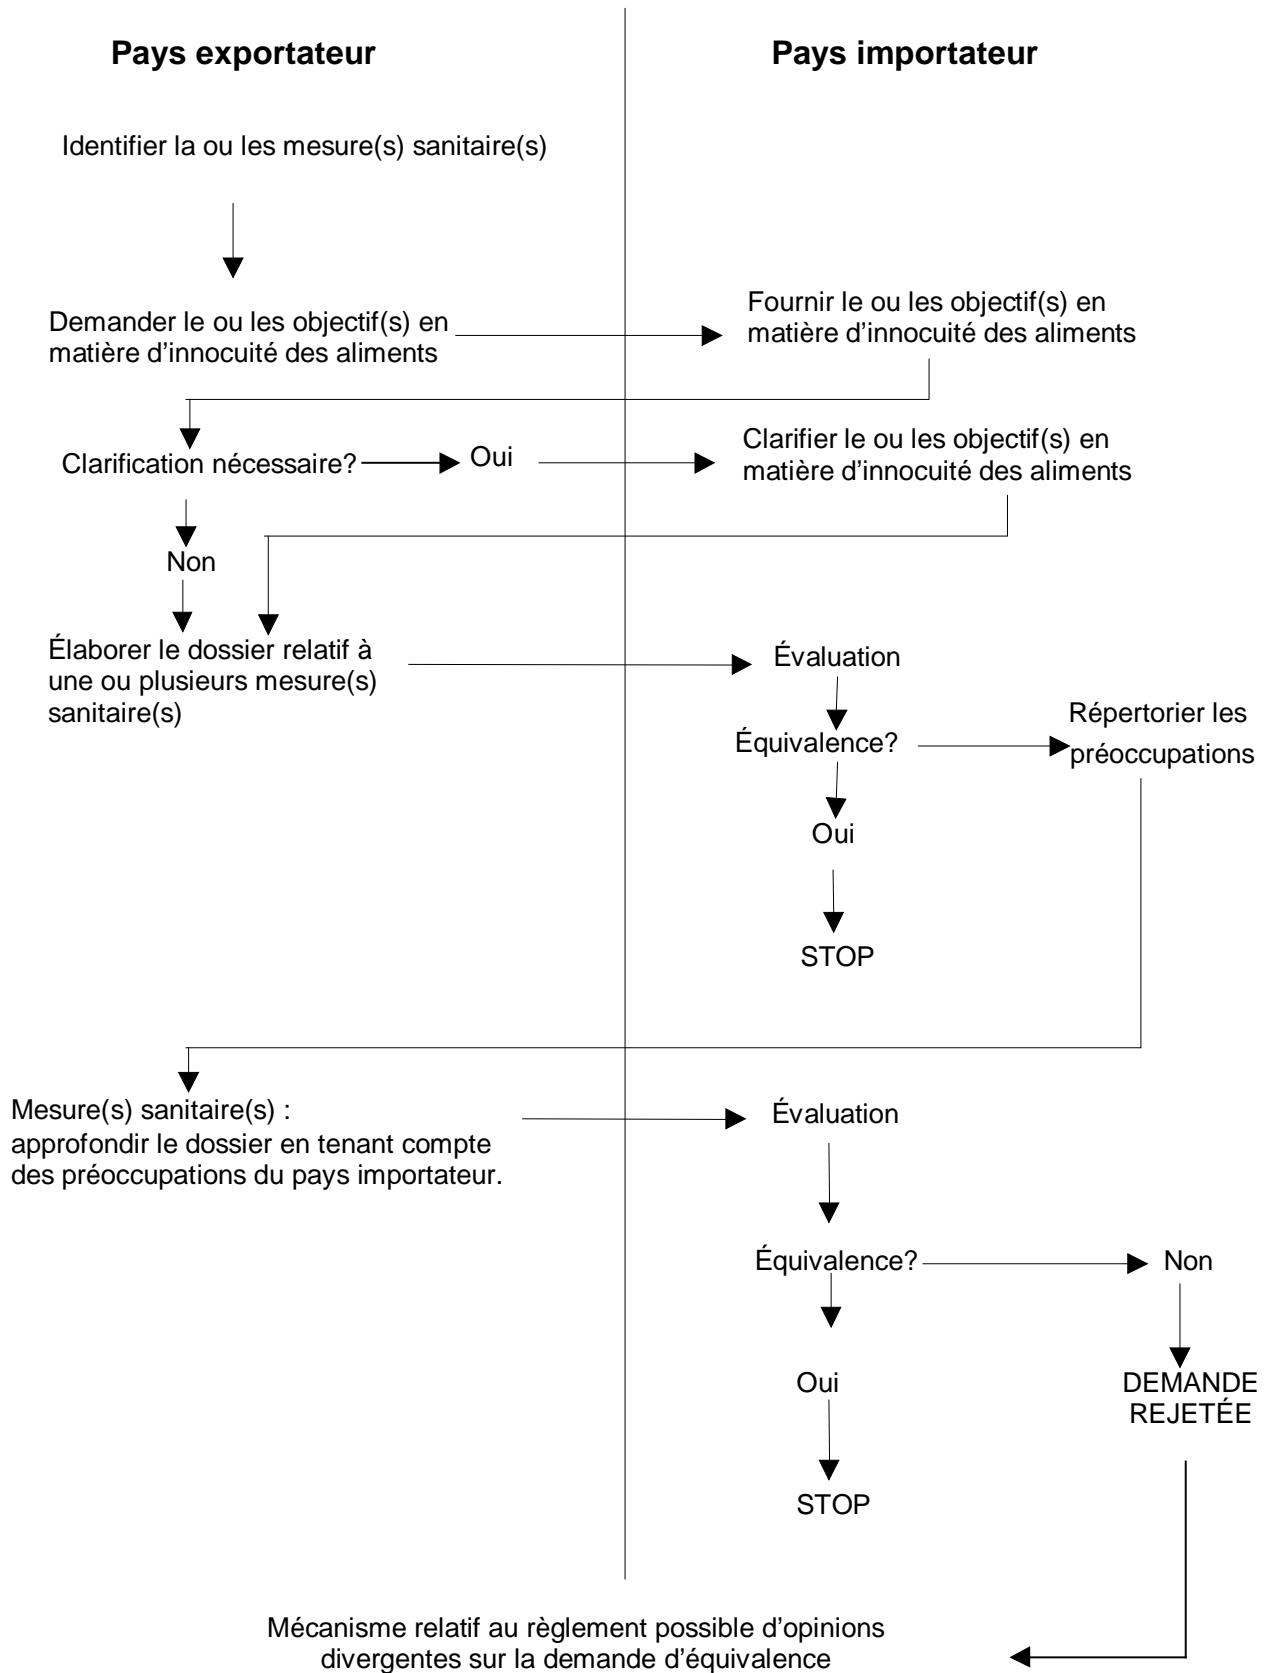 Pays exportateur
Pays importateur
Identifier la ou les mesure(s) sanitaire(s)
Demander le ou les objectif(s) en
matière d'innocuité des aliments
Fournir le ou les objectif(s) en
matière d'innocuité des aliments
Clarification nécessaire?
Oui
Clarifier le ou les objectif(s) en
matière d'innocuité des aliments
Non
Élaborer le dossier relatif à
une ou plusieurs mesure(s)
sanitaire(s)
Évaluation
Équivalence?
Répertorier les
préoccupations
Oui
STOP
Mesure(s) sanitaire(s) :
approfondir le dossier en tenant compte
des préoccupations du pays importateur.
Évaluation
Équivalence?
Non
Oui
DEMANDE
REJETÉE
STOP
Mécanisme relatif au règlement possible d'opinions
divergentes sur la demande d'équivalence